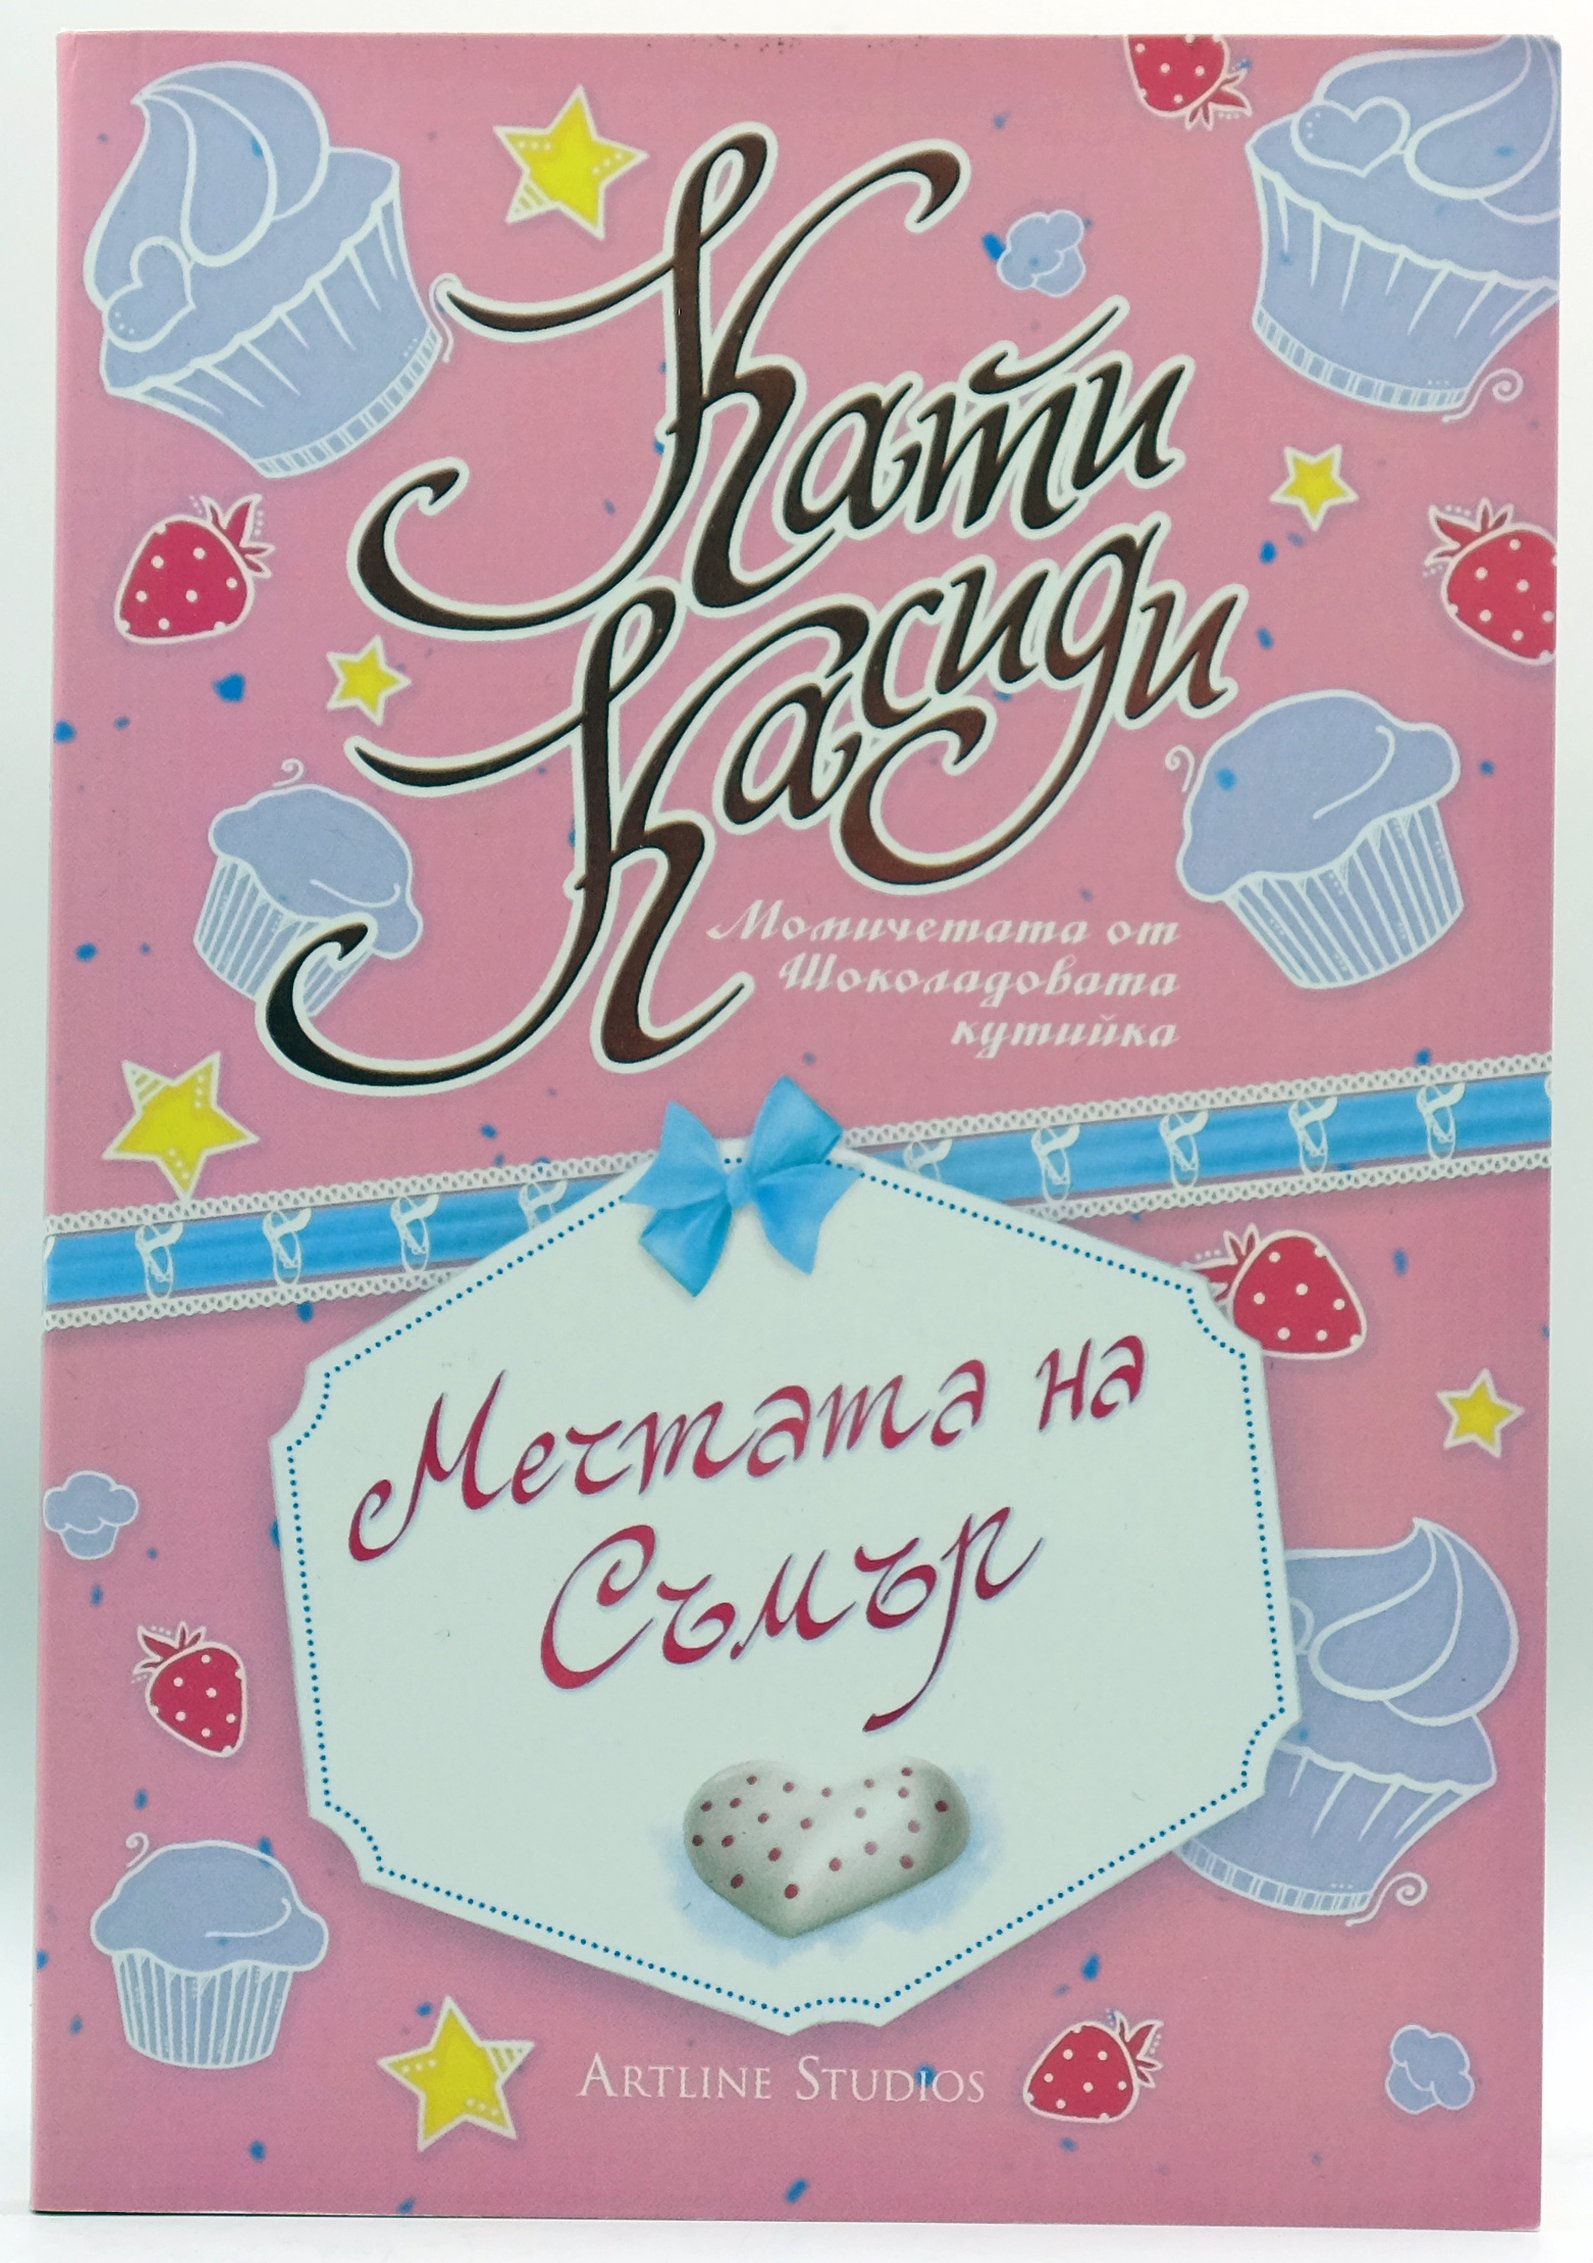 Кати
Касиди
Момичетата от
Шоколадовата
кутийка
Мечтата на
Съмър
ARTLINE STUDIOS